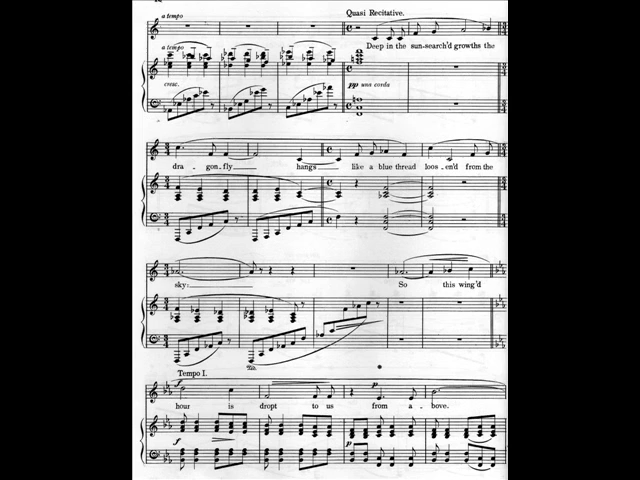 a tempo
Quasi Recitative.
Deep in the sun-search'd growths the
a tempo
cresc.
pp una corda
dra - gon-fly hangs like a blue thread loos-en'd from the
sky:
So this wing'd
Ped.
Tempo I.
f
hour is dropt to us from a - bove.
p
f
p